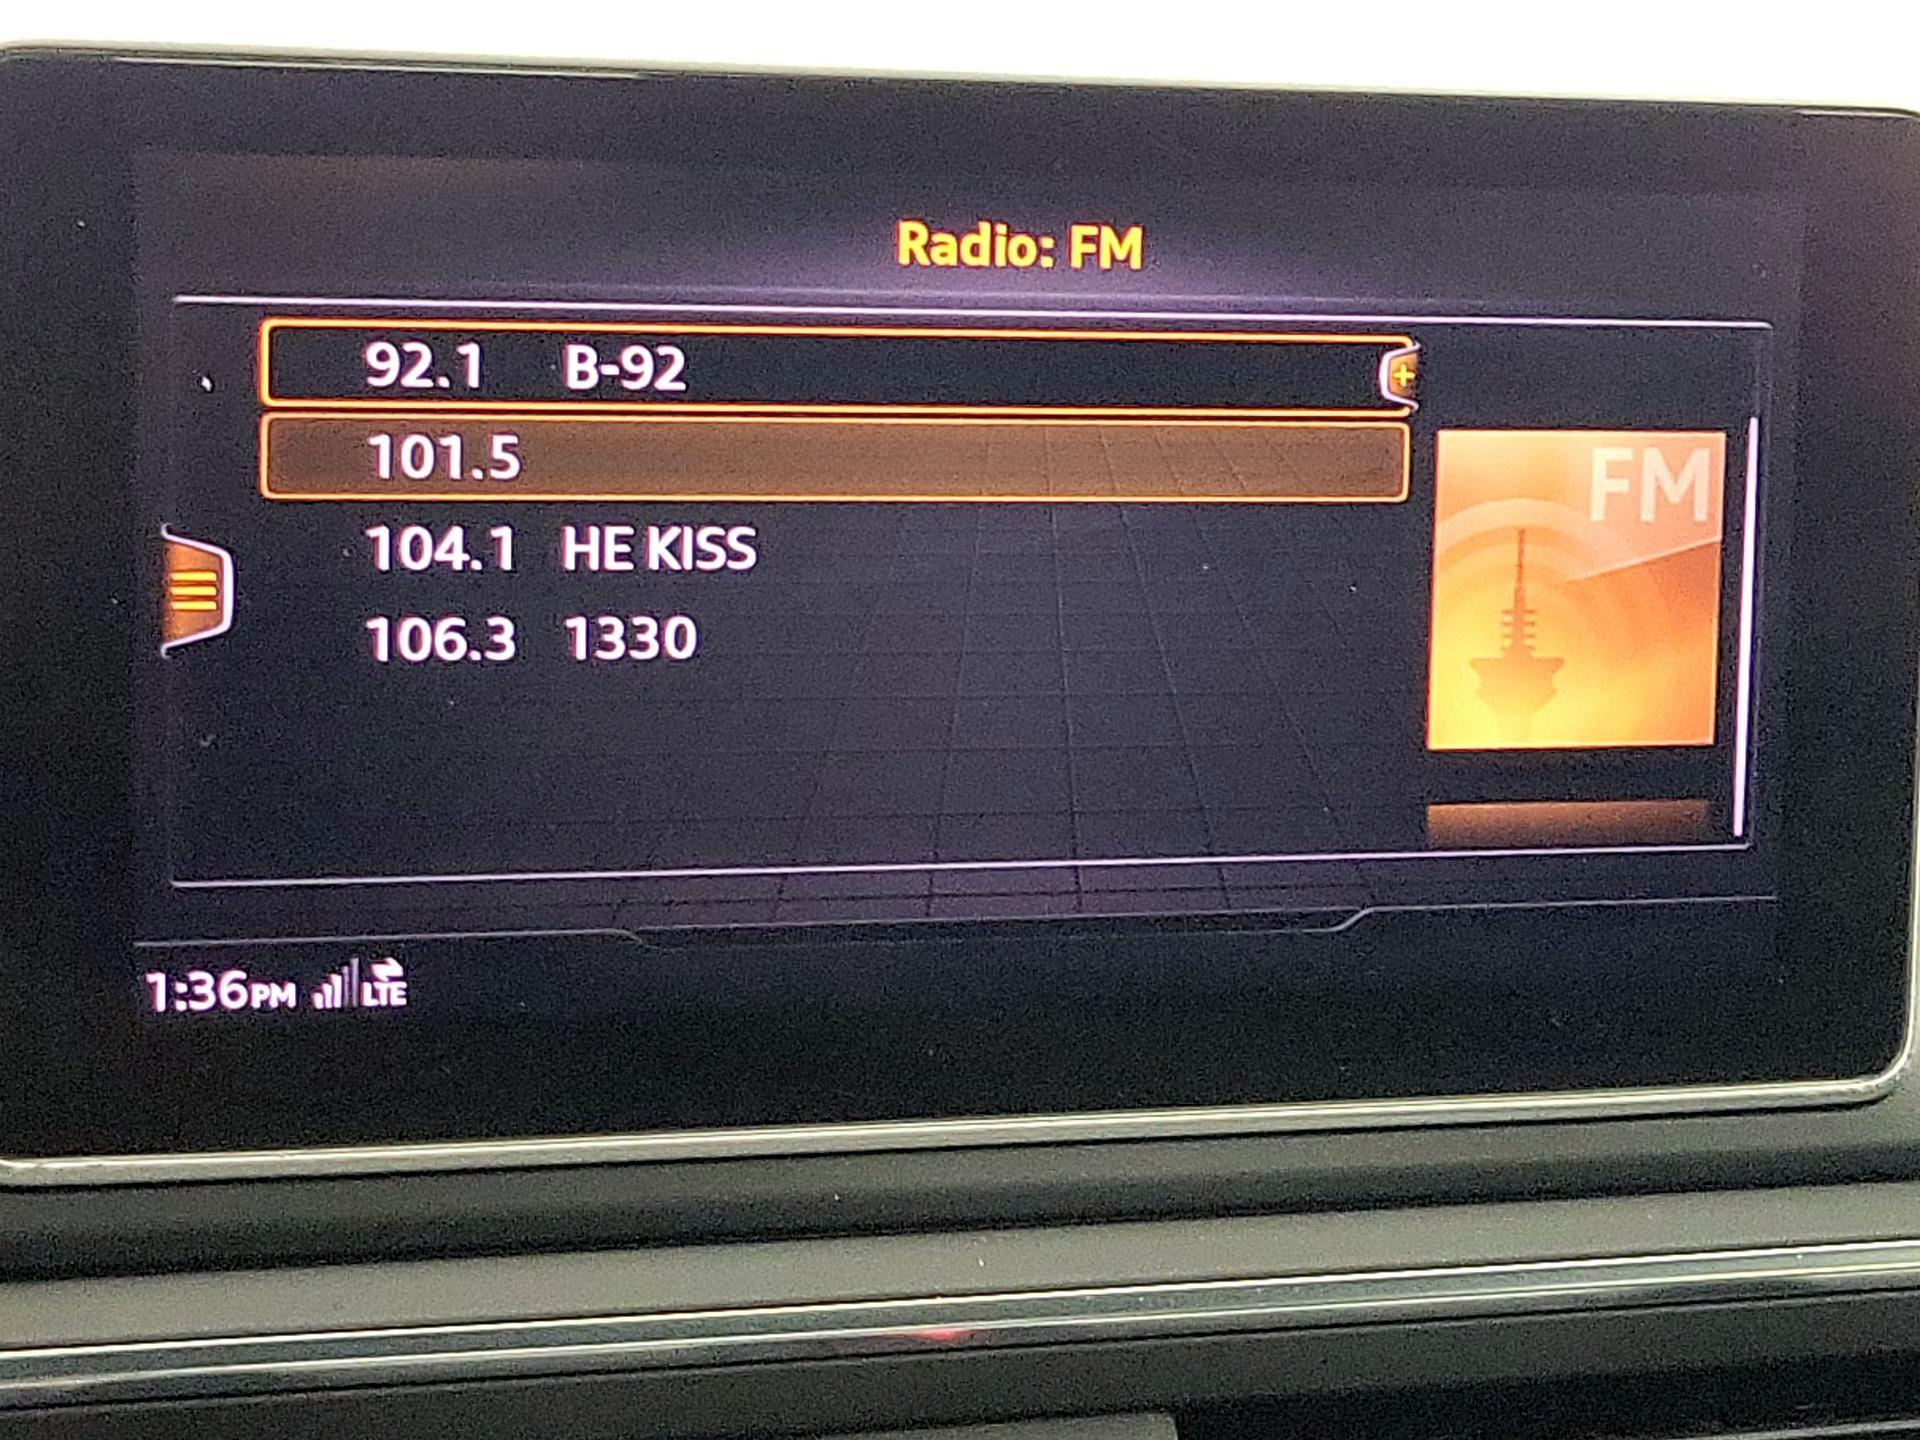 Radio: FM
92.1 B-92
101.5
104.1 HE KISS
106.3 1330
FM
1:36PM LTE